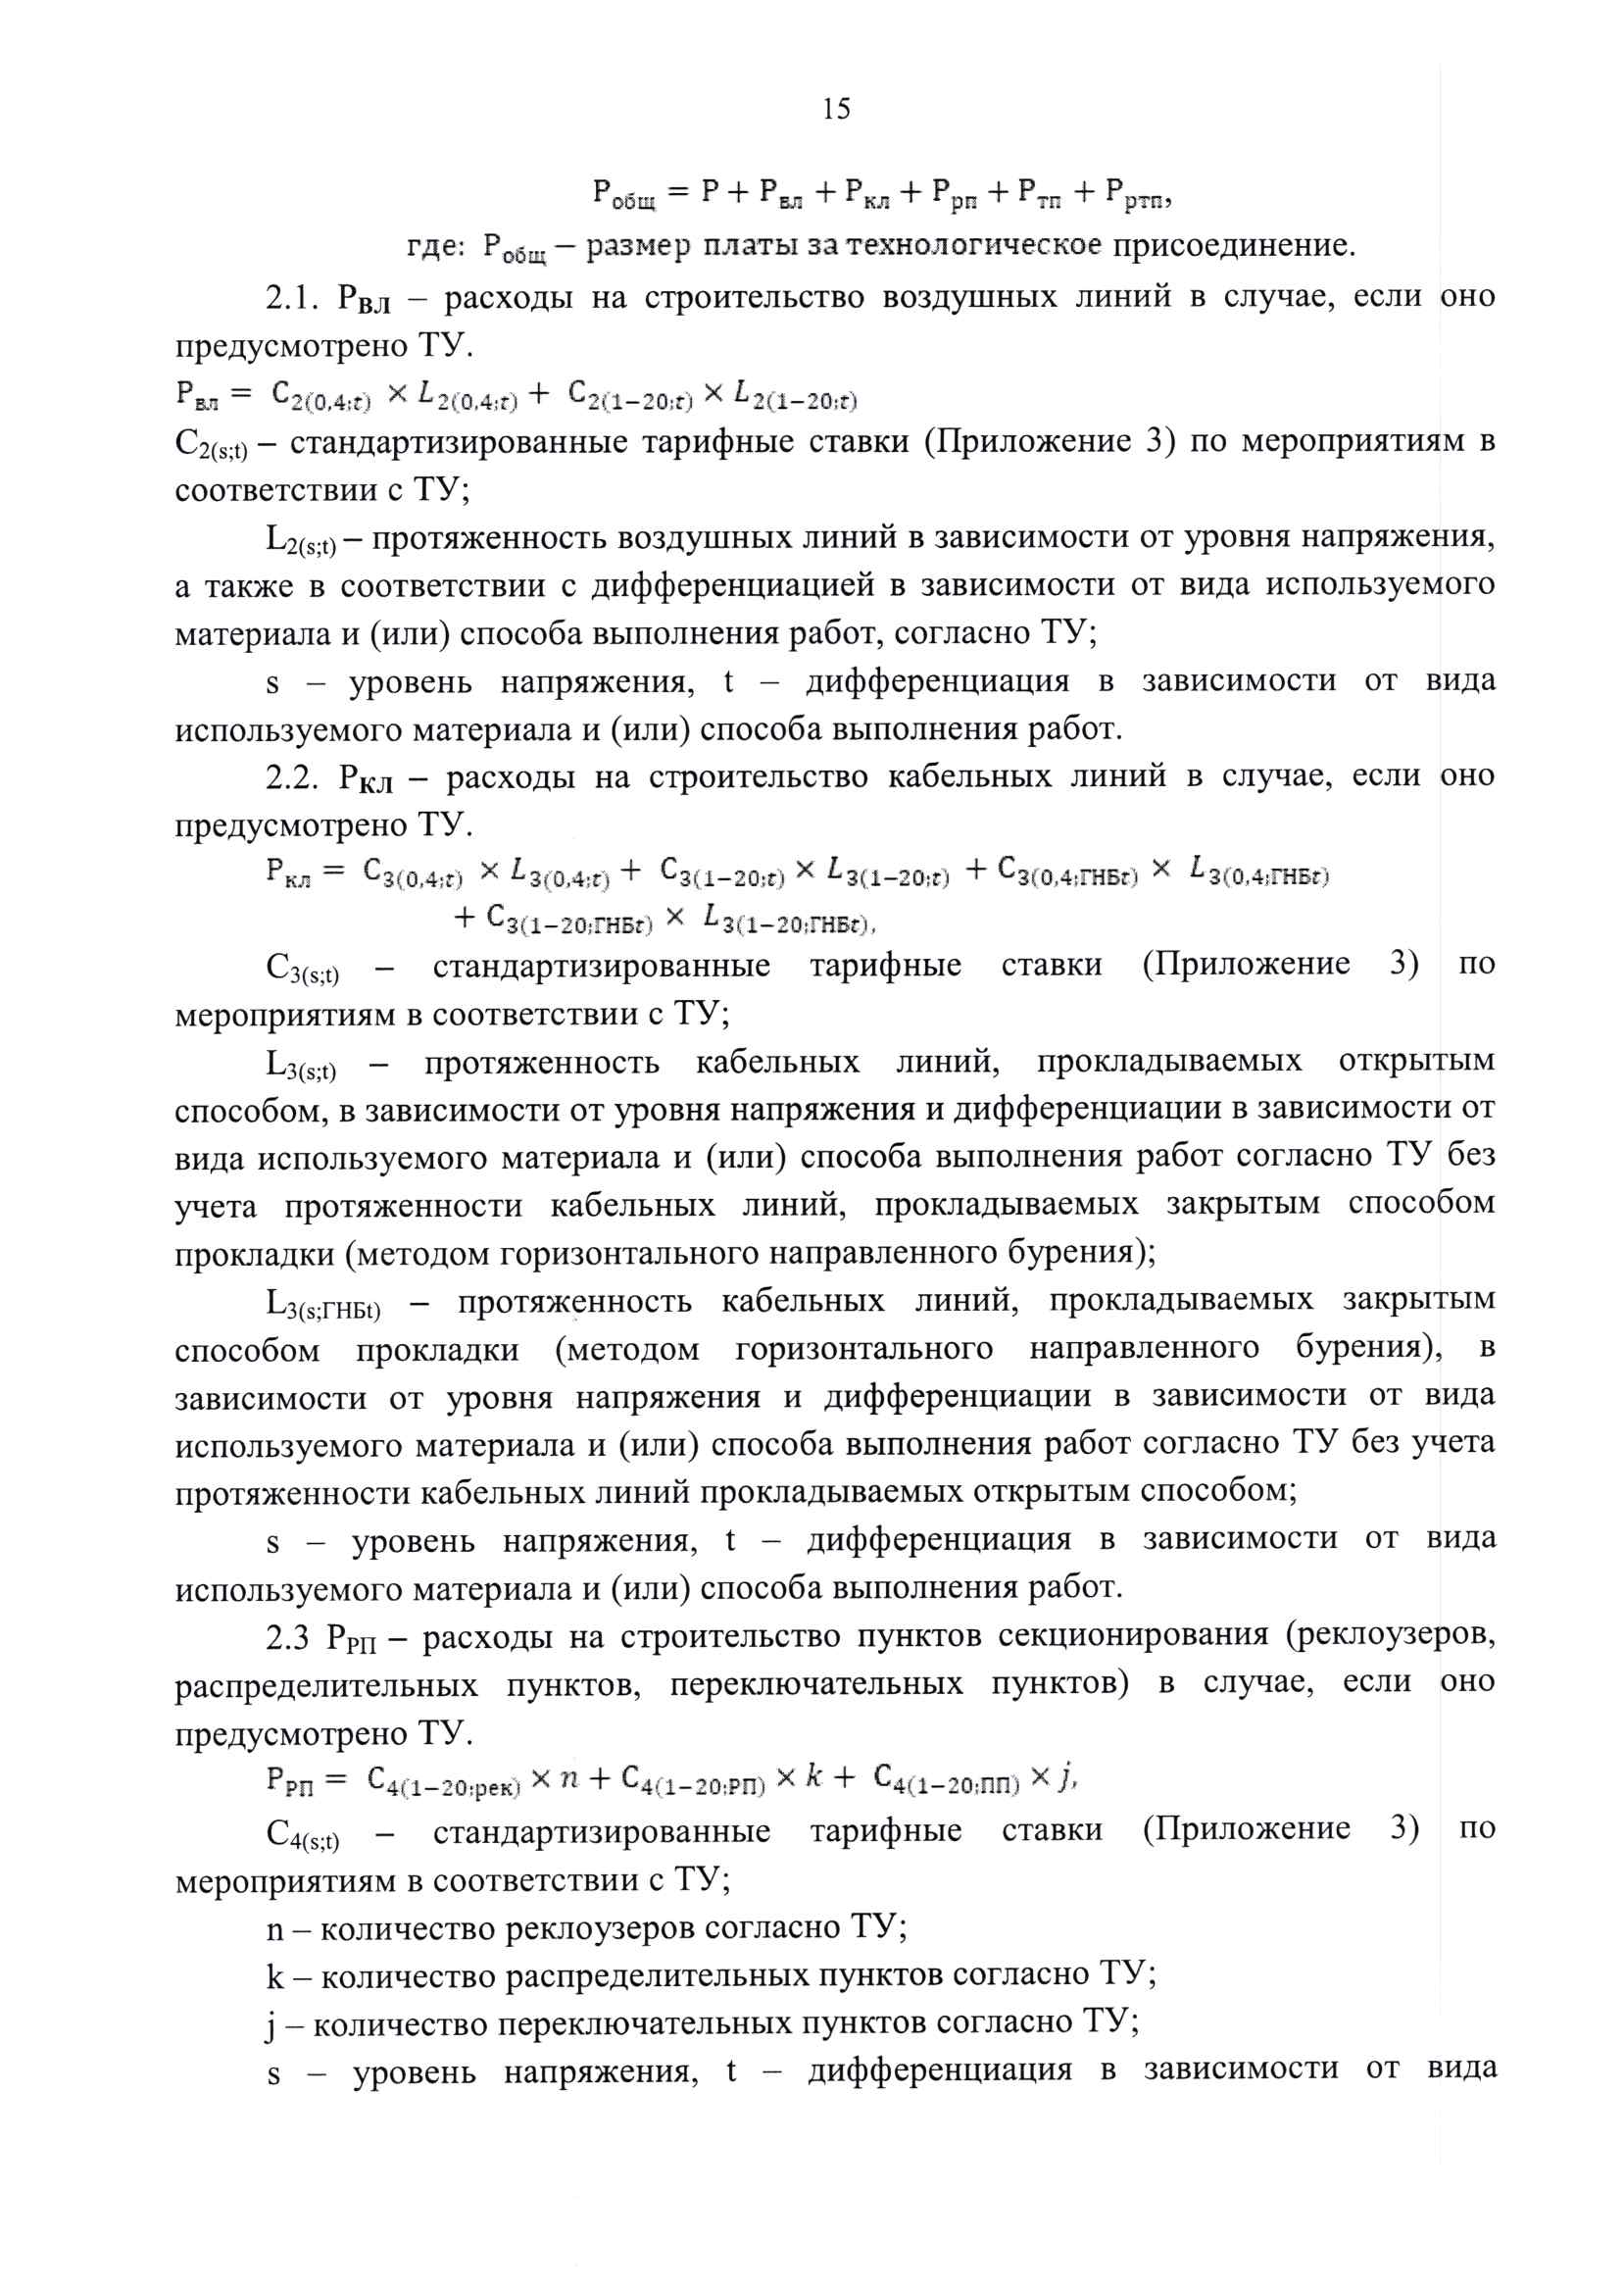 15
Робщ = Р + Рвл + Ркл + Ррп + Ртп + Рртп,
где: Робщ – размер платы за технологическое присоединение.
2.1. РВЛ – расходы на строительство воздушных линий в случае, если оно
предусмотрено ТУ.
Рвл = С2(0,4;t) × L2(0,4;t) + С2(1–20;t) × L2(1–20;t)
С2(s;t) – стандартизированные тарифные ставки (Приложение 3) по мероприятиям в
соответствии с ТУ;
L2(s;t) – протяженность воздушных линий в зависимости от уровня напряжения,
а также в соответствии с дифференциацией в зависимости от вида используемого
материала и (или) способа выполнения работ, согласно ТУ;
s – уровень напряжения, t – дифференциация в зависимости от вида
используемого материала и (или) способа выполнения работ.
2.2. РКЛ – расходы на строительство кабельных линий в случае, если оно
предусмотрено ТУ.
Ркл = С3(0,4;t) × L3(0,4;t) + С3(1–20;t) × L3(1–20;t) + С3(0,4;ГНБt) × L3(0,4;ГНБt)
+ С3(1–20;ГНБt) × L3(1–20;ГНБt),
С3(s;t) – стандартизированные тарифные ставки (Приложение 3) по
мероприятиям в соответствии с ТУ;
L3(s;t) – протяженность кабельных линий, прокладываемых открытым
способом, в зависимости от уровня напряжения и дифференциации в зависимости от
вида используемого материала и (или) способа выполнения работ согласно ТУ без
учета протяженности кабельных линий, прокладываемых закрытым способом
прокладки (методом горизонтального направленного бурения);
L3(s;ГНБt) – протяженность кабельных линий, прокладываемых закрытым
способом прокладки (методом горизонтального направленного бурения), в
зависимости от уровня напряжения и дифференциации в зависимости от вида
используемого материала и (или) способа выполнения работ согласно ТУ без учета
протяженности кабельных линий прокладываемых открытым способом;
s – уровень напряжения, t – дифференциация в зависимости от вида
используемого материала и (или) способа выполнения работ.
2.3 РРП – расходы на строительство пунктов секционирования (реклоузеров,
распределительных пунктов, переключательных пунктов) в случае, если оно
предусмотрено ТУ.
РРП = С4(1–20;рек) × n + С4(1–20;РП) × k + С4(1–20;ПП) × j,
С4(s;t) – стандартизированные тарифные ставки (Приложение 3) по
мероприятиям в соответствии с ТУ;
n – количество реклоузеров согласно ТУ;
k – количество распределительных пунктов согласно ТУ;
j – количество переключательных пунктов согласно ТУ;
s – уровень напряжения, t – дифференциация в зависимости от вида